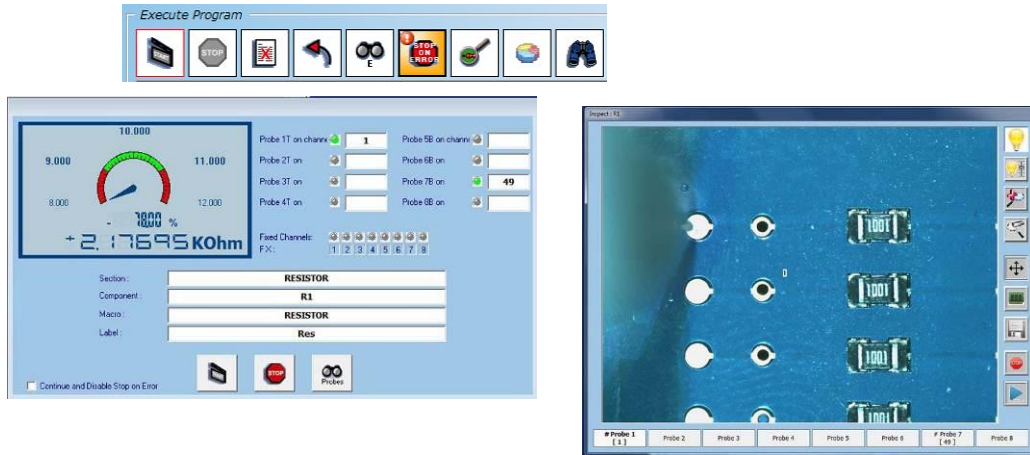 Execute Program
START STOP E STOP ON ERROR
10.000
9.000 11.000
8.000 12.000
- 78.00 %
+2.17695 KOhm
Probe 1T on channe 1 Probe 5B on channe
Probe 2T on Probe 6B on
Probe 3T on Probe 7B on 49
Probe 4T on Probe 8B on
Fixed Channels:
F.X.: 1 2 3 4 5 6 7 8
Section: RESISTOR
Component: R1
Macro: RESISTOR
Label: Res
STOP Probes
Continue and Disable Stop on Error
Inspect: R1
1001
1001
1001
1001
# Probe 1 Probe 2 Probe 3 Probe 4 Probe 5 Probe 6 # Probe 7 Probe 8
[ 1 ] [ 49 ]